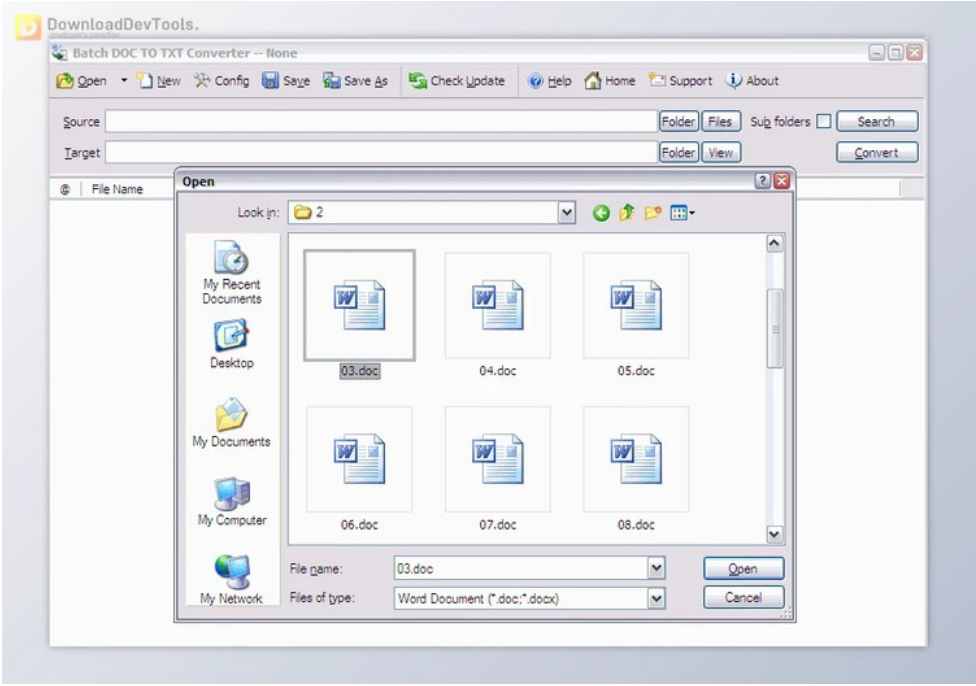 DownloadDevTools.
Batch DOC TO TXT Converter -- None
Open New Config Save Save As Check Update Help Home Support About
Source Folder Files Sub folders Search
Target Folder View Convert
@ File Name
Open
Look in: 2
My Recent
Documents
Desktop
My Documents
My Computer
My Network
03.doc 04.doc 05.doc
06.doc 07.doc 08.doc
File name: 03.doc Open
Files of type: Word Document (*.doc;*.docx) Cancel